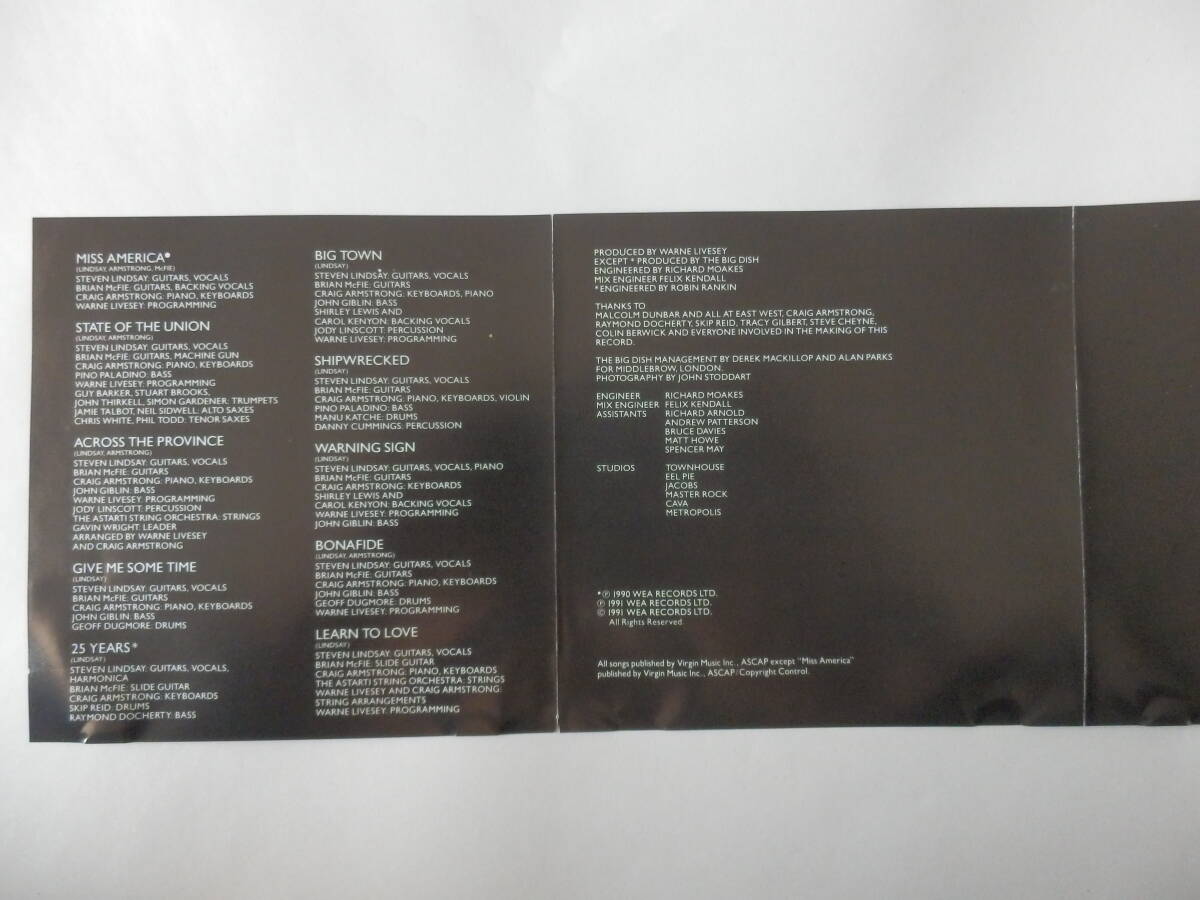 MISS AMERICA*
(LINDSAY, ARMSTRONG, McFIE)
STEVEN LINDSAY: GUITARS, VOCALS
BRIAN McFIE: GUITARS, BACKING VOCALS
CRAIG ARMSTRONG: PIANO, KEYBOARDS
WARNE LIVESEY: PROGRAMMING
STATE OF THE UNION
(LINDSAY, ARMSTRONG)
STEVEN LINDSAY: GUITARS, VOCALS
BRIAN McFIE: GUITARS, MACHINE GUN
CRAIG ARMSTRONG: PIANO, KEYBOARDS
PINO PALADINO: BASS
WARNE LIVESEY: PROGRAMMING
GUY BARKER, STUART BROOKS,
JOHN THIRKELL, SIMON GARDENER: TRUMPETS
JAMIE TALBOT, NEIL SIDWELL: ALTO SAXES
CHRIS WHITE, PHIL TODD: TENOR SAXES
ACROSS THE PROVINCE
(LINDSAY, ARMSTRONG)
STEVEN LINDSAY: GUITARS, VOCALS
BRIAN McFIE: GUITARS
CRAIG ARMSTRONG: PIANO, KEYBOARDS
JOHN GIBLIN: BASS
WARNE LIVESEY: PROGRAMMING
JODY LINSCOTT: PERCUSSION
THE ASTARTI STRING ORCHESTRA: STRINGS
GAVIN WRIGHT: LEADER
ARRANGED BY WARNE LIVESEY
AND CRAIG ARMSTRONG
GIVE ME SOME TIME
(LINDSAY)
STEVEN LINDSAY: GUITARS, VOCALS
BRIAN McFIE: GUITARS
CRAIG ARMSTRONG: PIANO, KEYBOARDS
JOHN GIBLIN: BASS
GEOFF DUGMORE: DRUMS
25 YEARS*
(LINDSAY)
STEVEN LINDSAY: GUITARS, VOCALS,
HARMONICA
BRIAN McFIE: SLIDE GUITAR
CRAIG ARMSTRONG: KEYBOARDS
SKIP REID: DRUMS
RAYMOND DOCHERTY: BASS
BIG TOWN
(LINDSAY)
STEVEN LINDSAY: GUITARS, VOCALS
BRIAN McFIE: GUITARS
CRAIG ARMSTRONG: KEYBOARDS, PIANO
JOHN GIBLIN: BASS
SHIRLEY LEWIS AND
CAROL KENYON: BACKING VOCALS
JODY LINSCOTT: PERCUSSION
WARNE LIVESEY: PROGRAMMING
SHIPWRECKED
(LINDSAY)
STEVEN LINDSAY: GUITARS, VOCALS
BRIAN McFIE: GUITARS
CRAIG ARMSTRONG: PIANO, KEYBOARDS, VIOLIN
PINO PALADINO: BASS
MANU KATCHE: DRUMS
DANNY CUMMINGS: PERCUSSION
WARNING SIGN
(LINDSAY)
STEVEN LINDSAY: GUITARS, VOCALS, PIANO
BRIAN McFIE: GUITARS
CRAIG ARMSTRONG: KEYBOARDS
SHIRLEY LEWIS AND
CAROL KENYON: BACKING VOCALS
WARNE LIVESEY: PROGRAMMING
JOHN GIBLIN: BASS
BONAFIDE
(LINDSAY, ARMSTRONG)
STEVEN LINDSAY: GUITARS, VOCALS
BRIAN McFIE: GUITARS
CRAIG ARMSTRONG: PIANO, KEYBOARDS
JOHN GIBLIN: BASS
GEOFF DUGMORE: DRUMS
WARNE LIVESEY: PROGRAMMING
LEARN TO LOVE
(LINDSAY)
STEVEN LINDSAY: GUITARS, VOCALS
BRIAN McFIE: SLIDE GUITAR
CRAIG ARMSTRONG: PIANO, KEYBOARDS
THE ASTARTI STRING ORCHESTRA: STRINGS
WARNE LIVESEY AND CRAIG ARMSTRONG:
STRING ARRANGEMENTS
WARNE LIVESEY: PROGRAMMING
PRODUCED BY WARNE LIVESEY
EXCEPT * PRODUCED BY THE BIG DISH
ENGINEERED BY RICHARD MOAKES
MIX ENGINEER FELIX KENDALL
*ENGINEERED BY ROBIN RANKIN
THANKS TO
MALCOLM DUNBAR AND ALL AT EAST WEST, CRAIG ARMSTRONG,
RAYMOND DOCHERTY, SKIP REID, TRACY GILBERT, STEVE CHEYNE,
COLIN BERWICK AND EVERYONE INVOLVED IN THE MAKING OF THIS
RECORD.
THE BIG DISH MANAGEMENT BY DEREK MACKILLOP AND ALAN PARKS
FOR MIDDLEBROW, LONDON.
PHOTOGRAPHY BY JOHN STODDART
ENGINEER RICHARD MOAKES
MIX ENGINEER FELIX KENDALL
ASSISTANTS RICHARD ARNOLD
ANDREW PATTERSON
BRUCE DAVIES
MATT HOWE
SPENCER MAY
STUDIOS TOWNHOUSE
EEL PIE
JACOBS
MASTER ROCK
CAVA
METROPOLIS
*℗ 1990 WEA RECORDS LTD.
℗ 1991 WEA RECORDS LTD.
© 1991 WEA RECORDS LTD.
All Rights Reserved
All songs published by Virgin Music Inc., ASCAP except "Miss America"
published by Virgin Music Inc., ASCAP/Copyright Control.